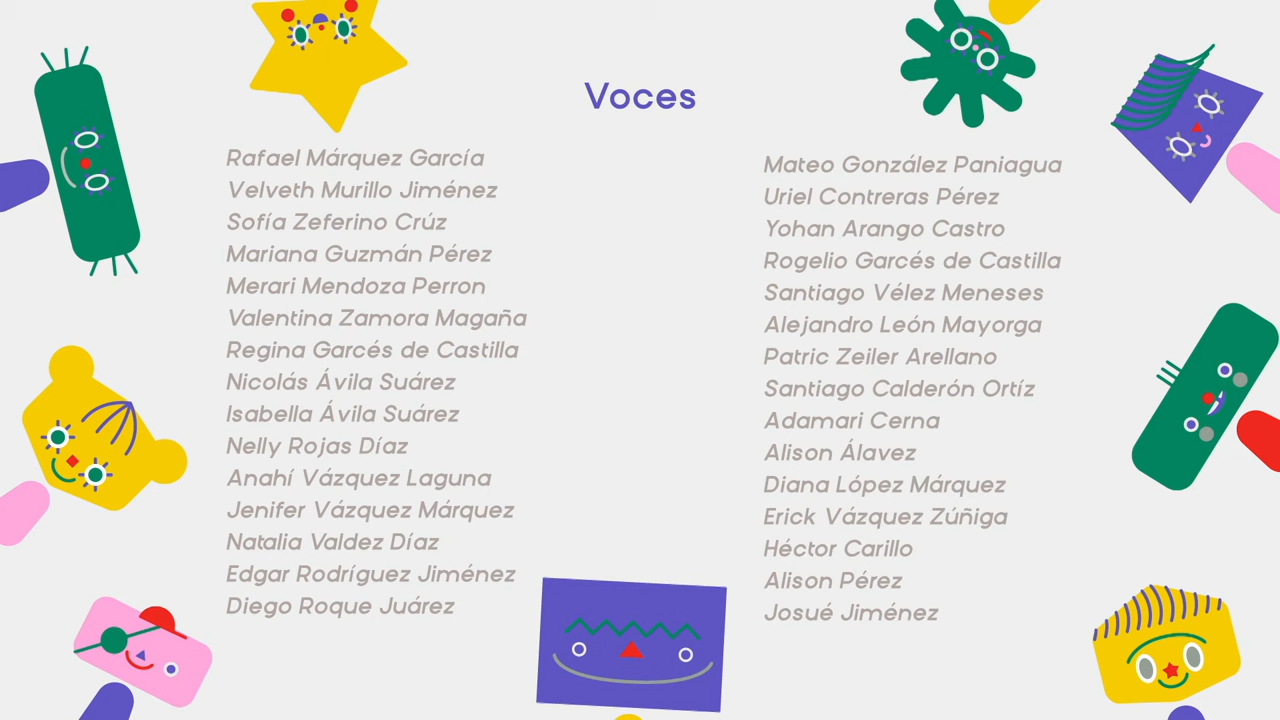 Voces
Rafael Márquez García
Velveth Murillo Jiménez
Sofía Zeferino Crúz
Mariana Guzmán Pérez
Merari Mendoza Perron
Valentina Zamora Magaña
Regina Garcés de Castilla
Nicolás Ávila Suárez
Isabella Ávila Suárez
Nelly Rojas Díaz
Anahí Vázquez Laguna
Jenifer Vázquez Márquez
Natalia Valdez Díaz
Edgar Rodríguez Jiménez
Diego Roque Juárez
Mateo González Paniagua
Uriel Contreras Pérez
Yohan Arango Castro
Rogelio Garcés de Castilla
Santiago Vélez Meneses
Alejandro León Mayorga
Patric Zeiler Arellano
Santiago Calderón Ortíz
Adamari Cerna
Alison Álavez
Diana López Márquez
Erick Vázquez Zúñiga
Héctor Carillo
Alison Pérez
Josué Jiménez